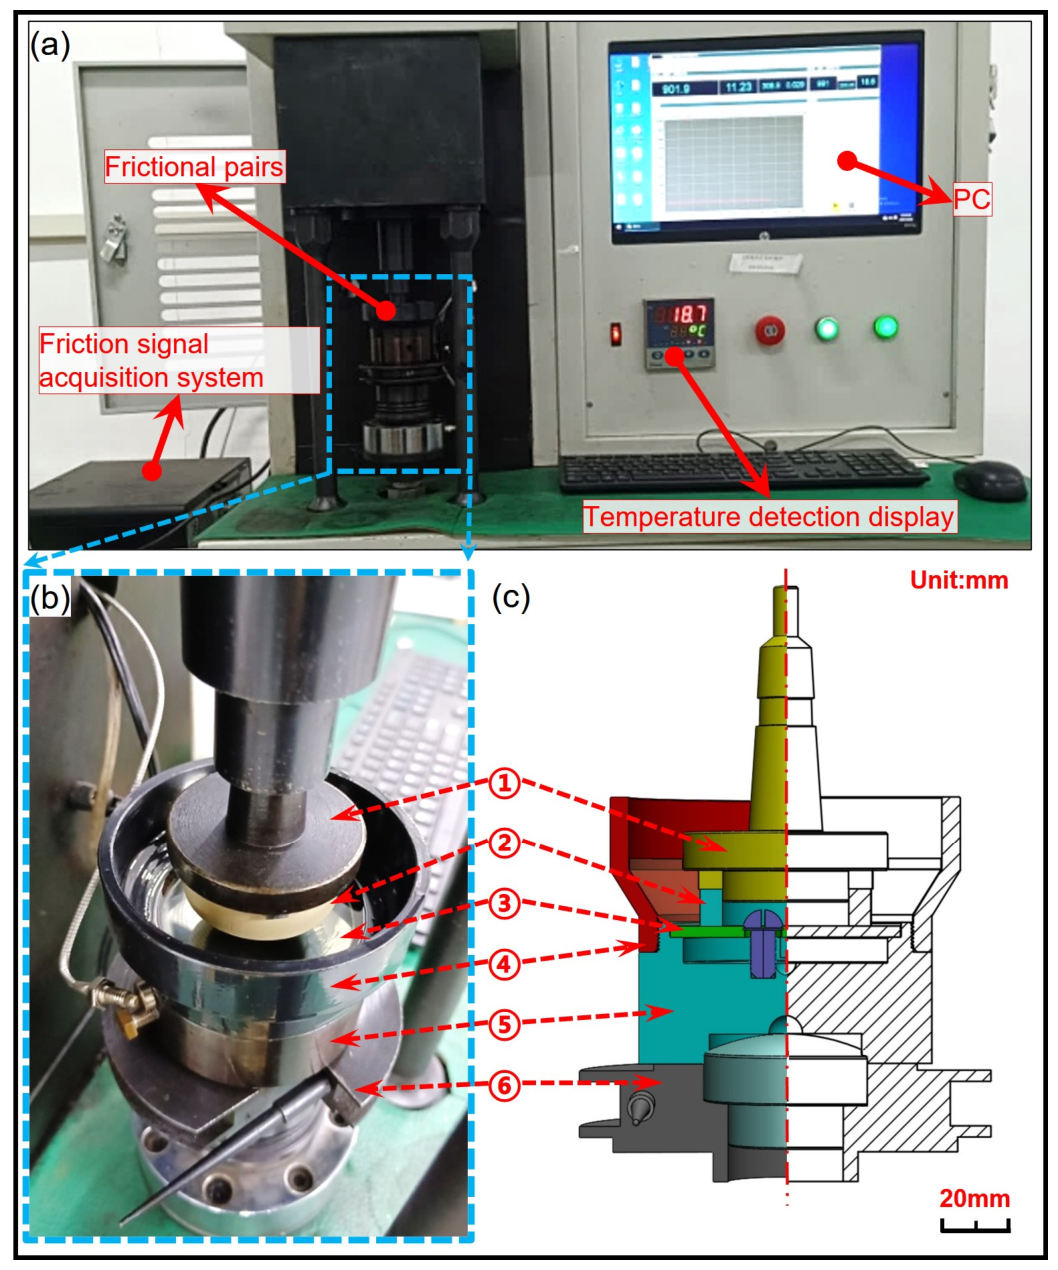 (a)
901.9
11.23
Frictional pairs
PC
18.7
°C
Friction signal
acquisition system
Temperature detection display
(b)
(c)
Unit:mm
①
②
③
④
⑤
⑥
20mm